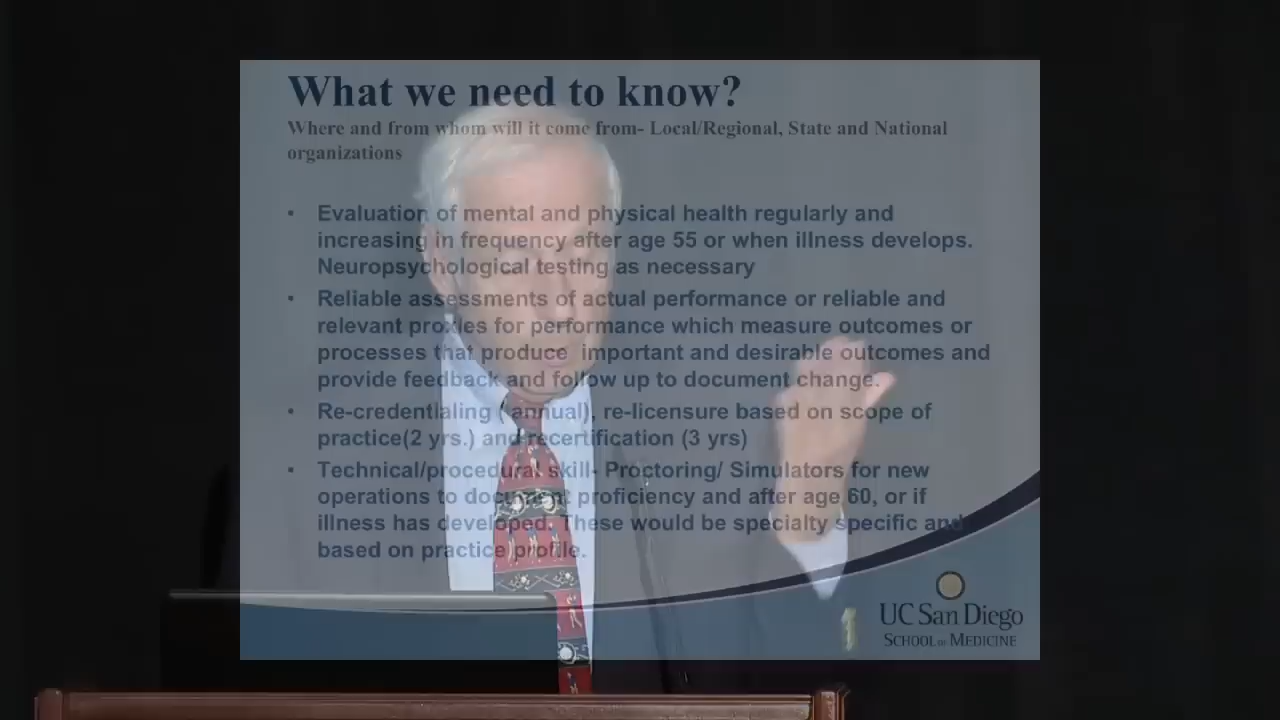 What we need to know?
Where and from whom will it come from- Local/Regional, State and National
organizations
▪ Evaluation of mental and physical health regularly and
increasing in frequency after age 55 or when illness develops.
Neuropsychological testing as necessary
▪ Reliable assessments of actual performance or reliable and
relevant proxies for performance which measure outcomes or
processes that produce important and desirable outcomes and
provide feedback and follow up to document change.
▪ Re-credentialing ( annual), re-licensure based on scope of
practice(2 yrs.) and recertification (3 yrs)
▪ Technical/procedural skill- Proctoring/ Simulators for new
operations to document proficiency and after age 60, or if
illness has developed. These would be specialty specific and
based on practice profile.
UC San Diego
SCHOOL of MEDICINE